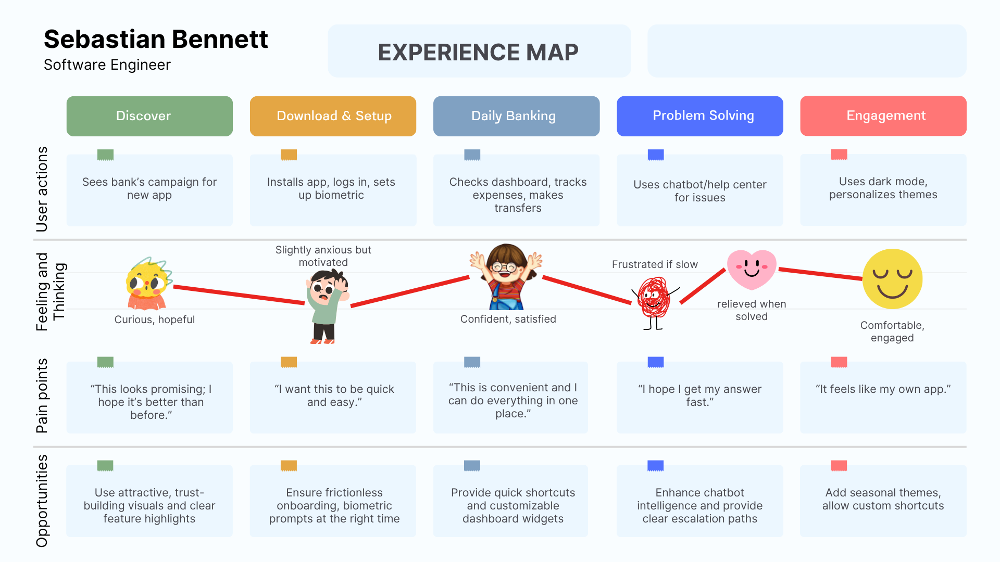 Sebastian Bennett
Software Engineer
EXPERIENCE MAP
Discover
Download & Setup
Daily Banking
Problem Solving
Engagement
User actions
Sees bank’s campaign for
new app
Installs app, logs in, sets
up biometric
Checks dashboard, tracks
expenses, makes
transfers
Uses chatbot/help center
for issues
Uses dark mode,
personalizes themes
Feeling and
Thinking
Curious, hopeful
Slightly anxious but
motivated
Confident, satisfied
Frustrated if slow
relieved when
solved
Comfortable,
engaged
Pain points
“This looks promising; I
hope it’s better than
before.”
“I want this to be quick
and easy.”
“This is convenient and I
can do everything in one
place.”
“I hope I get my answer
fast.”
“It feels like my own app.”
Opportunities
Use attractive, trust-
building visuals and clear
feature highlights
Ensure frictionless
onboarding, biometric
prompts at the right time
Provide quick shortcuts
and customizable
dashboard widgets
Enhance chatbot
intelligence and provide
clear escalation paths
Add seasonal themes,
allow custom shortcuts